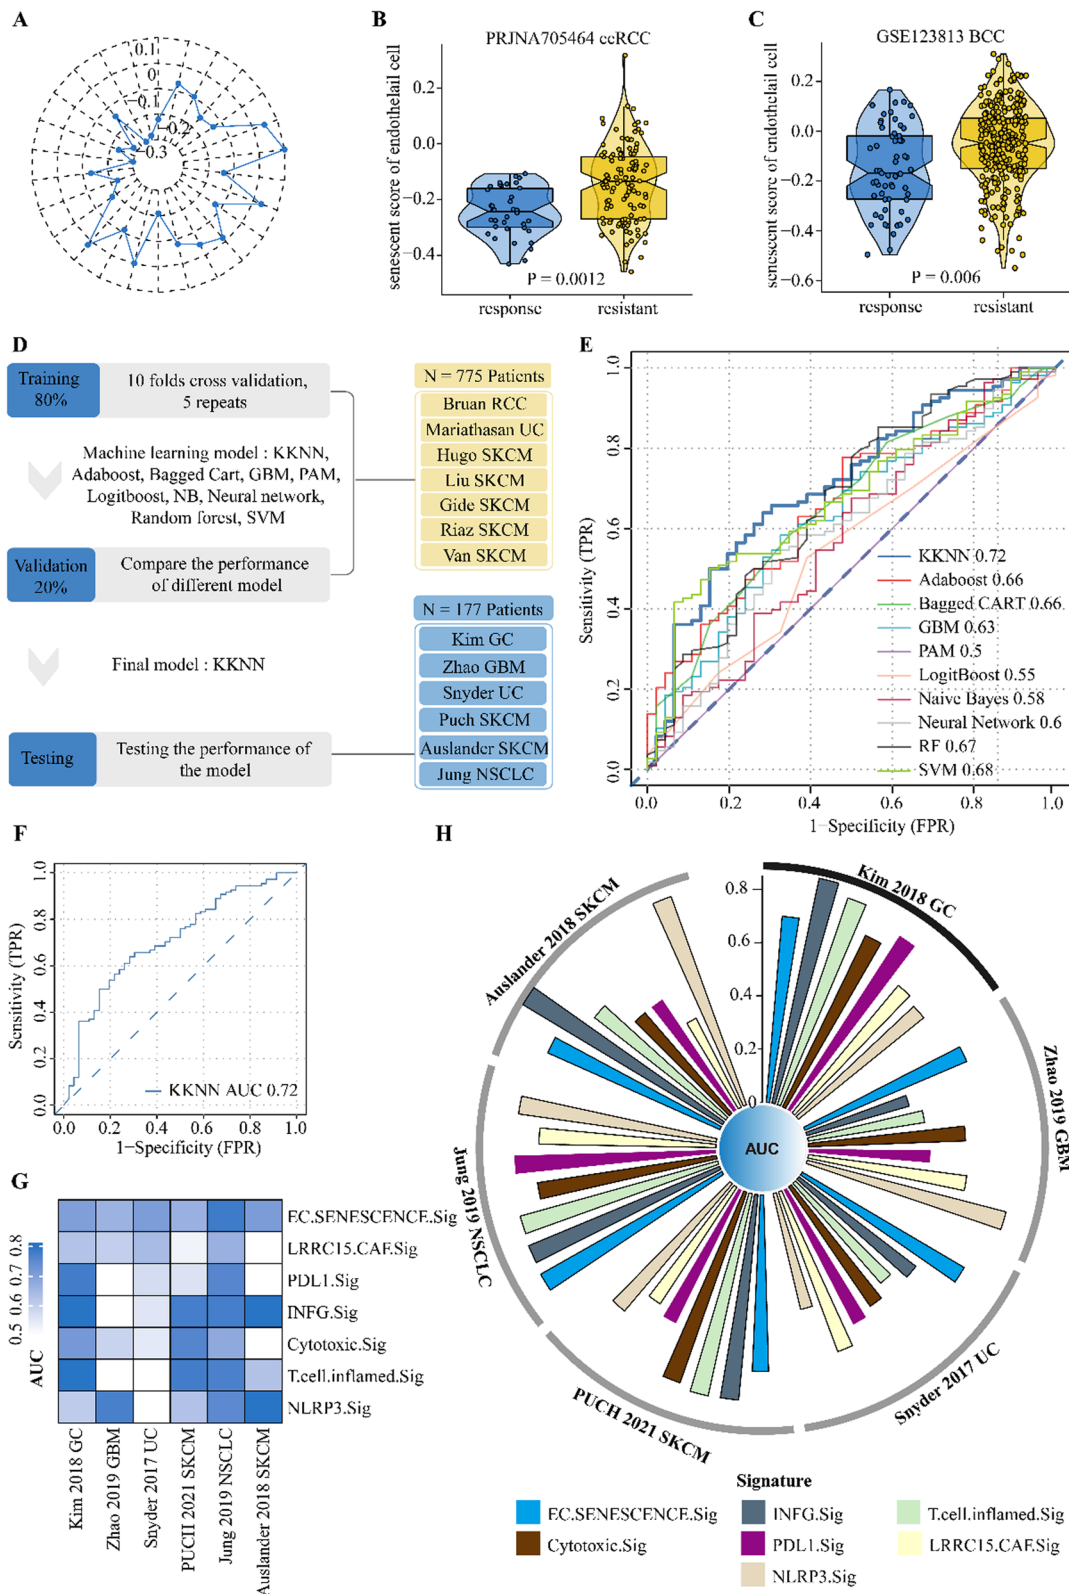 A
0.1
0
−0.1
−0.2
−0.3
B
PRJNA705464 ccRCC
senescent score of endothelail cell
0.2
0.0
−0.2
−0.4
P = 0.0012
response
resistant
C
GSE123813 BCC
senescent score of endothelail cell
0.2
0.0
−0.2
−0.4
−0.6
P = 0.006
response
resistant
D
Training
80%
10 folds cross validation,
5 repeats
Machine learning model : KKNN,
Adaboost, Bagged Cart, GBM, PAM,
Logitboost, NB, Neural network,
Random forest, SVM
Validation
20%
Compare the performance
of different model
Final model : KKNN
Testing
Testing the performance of
the model
N = 775 Patients
Bruan RCC
Mariathasan UC
Hugo SKCM
Liu SKCM
Gide SKCM
Riaz SKCM
Van SKCM
N = 177 Patients
Kim GC
Zhao GBM
Snyder UC
Puch SKCM
Auslander SKCM
Jung NSCLC
E
Sensitivity (TPR)
1.0
0.8
0.6
0.4
0.2
0.0
KKNN 0.72
Adaboost 0.66
Bagged CART 0.66
GBM 0.63
PAM 0.5
LogitBoost 0.55
Naive Bayes 0.58
Neural Network 0.6
RF 0.67
SVM 0.68
0.0
0.2
0.4
0.6
0.8
1.0
1−Specificity (FPR)
F
Sensitivity (TPR)
1.0
0.8
0.6
0.4
0.2
0.0
KKNN AUC 0.72
0.0
0.2
0.4
0.6
0.8
1.0
1−Specificity (FPR)
G
AUC
0.5 0.6 0.7 0.8
EC.SENESCENCE.Sig
LRRC15.CAF.Sig
PDL1.Sig
INFG.Sig
Cytotoxic.Sig
T.cell.inflamed.Sig
NLRP3.Sig
Kim 2018 GC
Zhao 2019 GBM
Snyder 2017 UC
PUCH 2021 SKCM
Jung 2019 NSCLC
Auslander 2018 SKCM
H
0.8
0.6
0.4
0.2
0
AUC
Kim 2018 GC
Zhao 2019 GBM
Snyder 2017 UC
PUCH 2021 SKCM
Jung 2019 NSCLC
Auslander 2018 SKCM
Signature
EC.SENESCENCE.Sig
INFG.Sig
T.cell.inflamed.Sig
Cytotoxic.Sig
PDL1.Sig
LRRC15.CAF.Sig
NLRP3.Sig